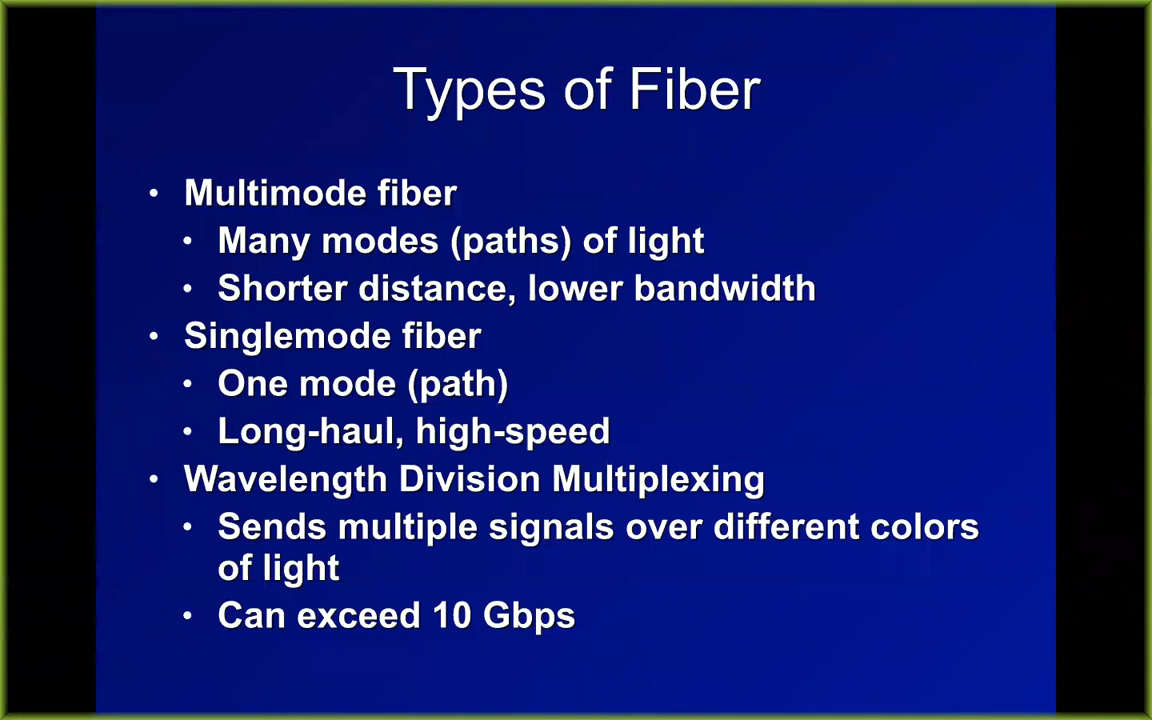 Types of Fiber
• Multimode fiber
• Many modes (paths) of light
• Shorter distance, lower bandwidth
• Singlemode fiber
• One mode (path)
• Long-haul, high-speed
• Wavelength Division Multiplexing
• Sends multiple signals over different colors
of light
• Can exceed 10 Gbps